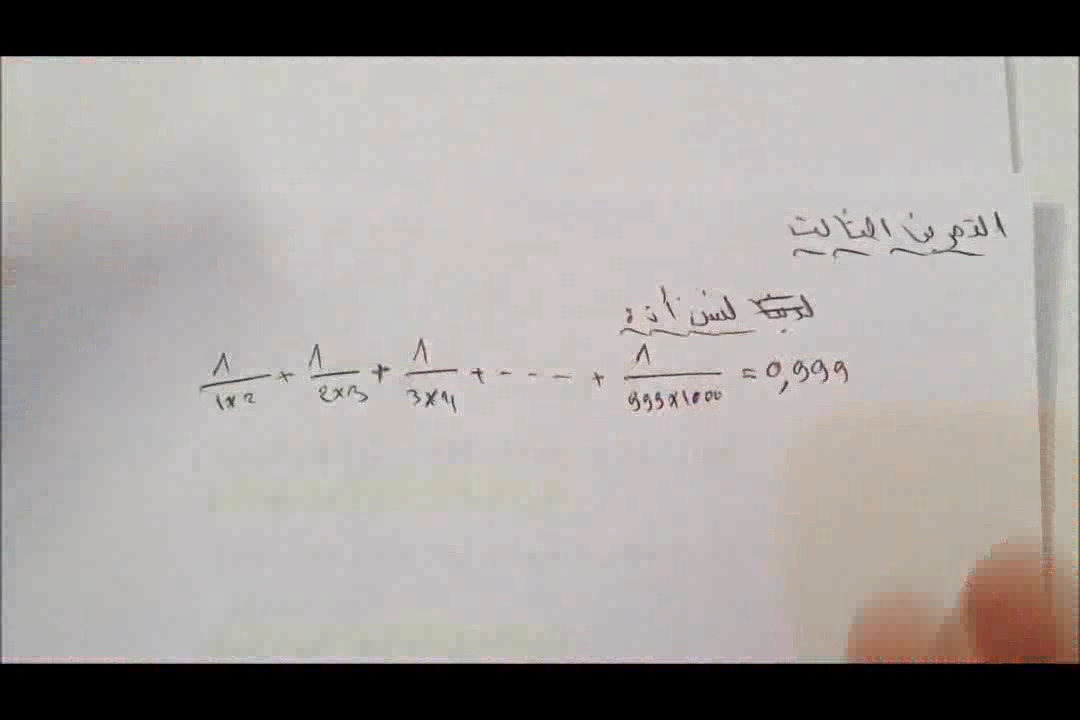 التمرين الثالث
لنبين أن :
1/1×2 + 1/2×3 + 1/3×4 + - - - - + 1/999×1000 = 0,999